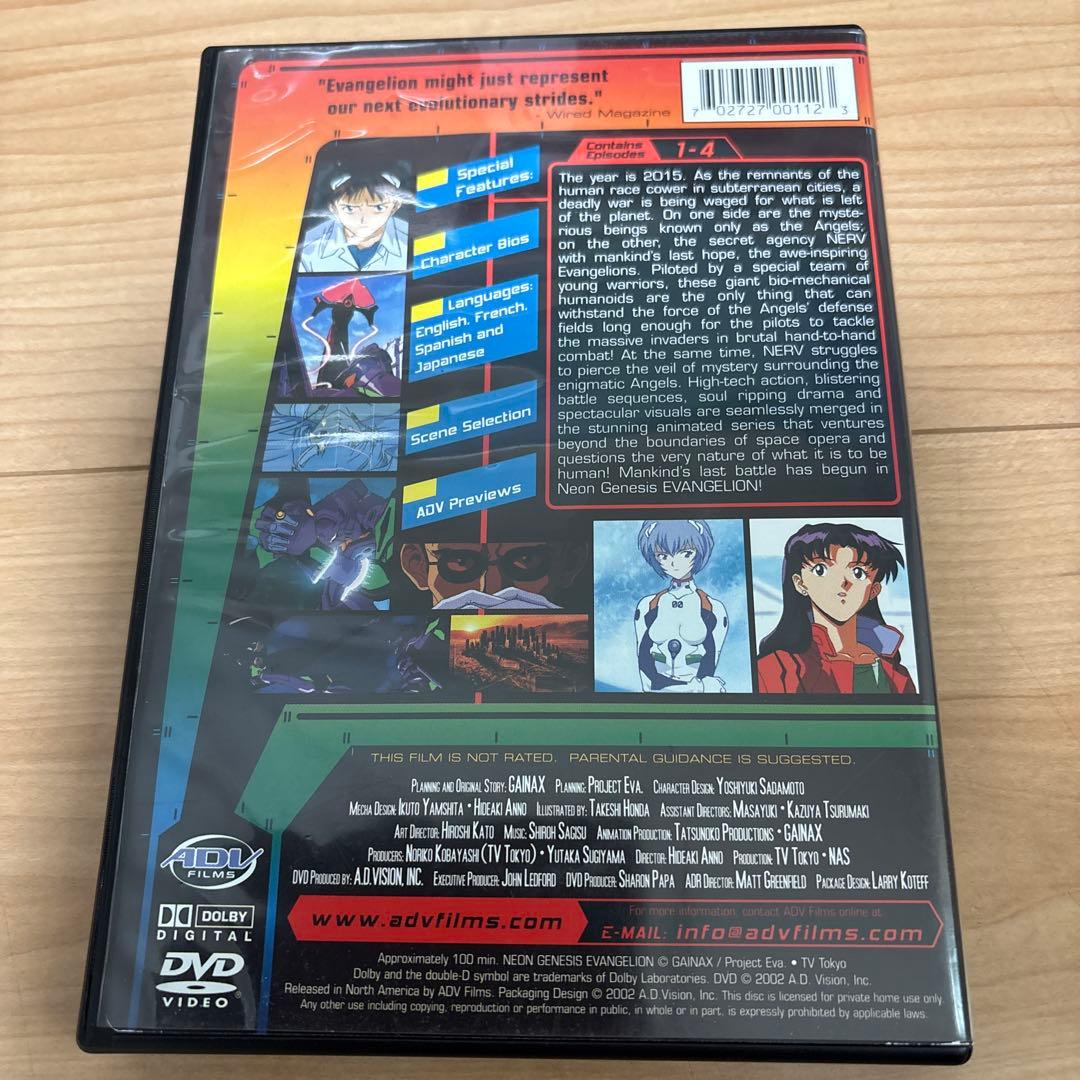 "Evangelion might just represent
our next evolutionary strides."
- Wired Magazine
7 02727 00112 3
Contains
Episodes
1-4
Special
Features:
Character Bios
Languages:
English, French,
Spanish and
Japanese
Scene Selection
ADV Previews
The year is 2015. As the remnants of the
human race cower in subterranean cities, a
deadly war is being waged for what is left
of the planet. On one side are the myste-
rious beings known only as the Angels;
on the other, the secret agency NERV
with mankind's last hope, the awe-inspiring
Evangelions. Piloted by a special team of
young warriors, these giant bio-mechanical
humanoids are the only thing that can
withstand the force of the Angels' defense
fields long enough for the pilots to tackle
the massive invaders in brutal hand-to-hand
combat! At the same time, NERV struggles
to pierce the veil of mystery surrounding the
enigmatic Angels. High-tech action, blistering
battle sequences, soul ripping drama and
spectacular visuals are seamlessly merged in
the stunning animated series that ventures
beyond the boundaries of space opera and
questions the very nature of what it is to be
human! Mankind's last battle has begun in
Neon Genesis EVANGELION!
00
THIS FILM IS NOT RATED. PARENTAL GUIDANCE IS SUGGESTED.
PLANNING AND ORIGINAL STORY: GAINAX PLANNING: PROJECT EVA. CHARACTER DESIGN: YOSHIYUKI SADAMOTO
MECHA DESIGN: IKUTO YAMSHITA • HIDEAKI ANNO ILLUSTRATED BY: TAKESHI HONDA ASSISTANT DIRECTORS: MASAYUKI • KAZUYA TSURUMAKI
ART DIRECTOR: HIROSHI KATO MUSIC: SHIROH SAGISU ANIMATION PRODUCTION: TATSUNOKO PRODUCTIONS • GAINAX
PRODUCERS: NORIKO KOBAYASHI (TV TOKYO) • YUTAKA SUGIYAMA DIRECTOR: HIDEAKI ANNO PRODUCTION: TV TOKYO • NAS
DVD PRODUCED BY: A.D.VISION, INC. EXECUTIVE PRODUCER: JOHN LEDFORD DVD PRODUCER: SHARON PAPA ADR DIRECTOR: MATT GREENFIELD PACKAGE DESIGN: LARRY KOTEFF
ADV
FILMS
DOLBY
DIGITAL
DVD
VIDEO
www.advfilms.com
For more information, contact ADV Films online at
E-MAIL: info@advfilms.com
Approximately 100 min. NEON GENESIS EVANGELION © GAINAX / Project Eva. • TV Tokyo
Dolby and the double-D symbol are trademarks of Dolby Laboratories. DVD © 2002 A.D. Vision, Inc.
Released in North America by ADV Films. Packaging Design © 2002 A.D.Vision, Inc. This disc is licensed for private home use only.
Any other use including copying, reproduction or performance in public, in whole or in part, is expressly prohibited by applicable laws.